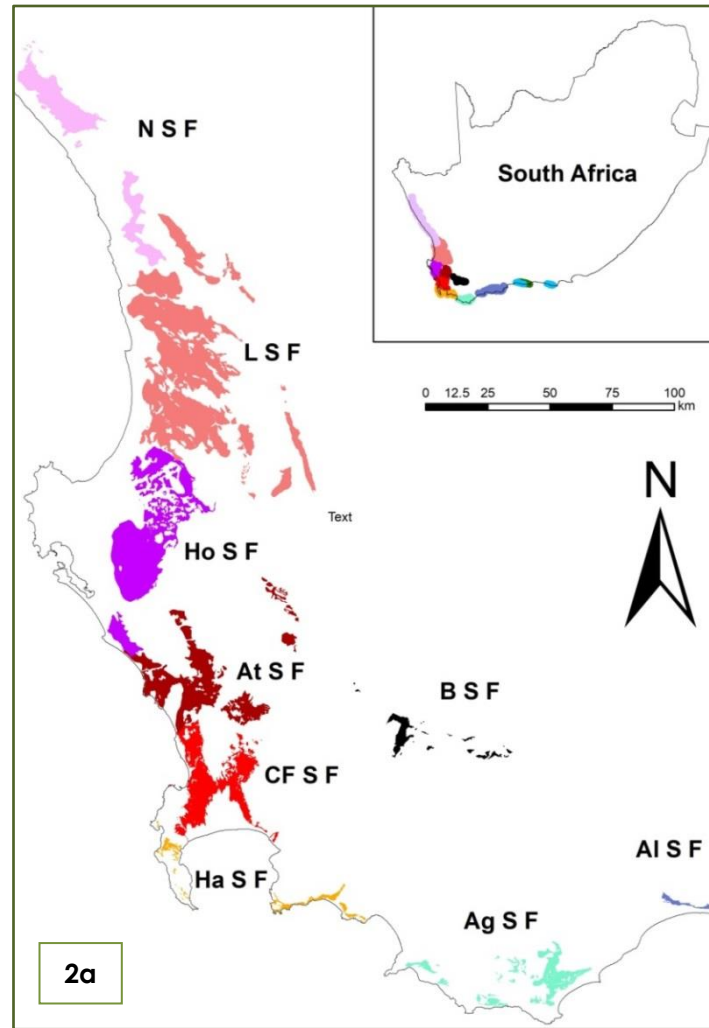 N S F
South Africa
L S F
0 12.5 25 50 75 100
km
N
Text
Ho S F
At S F
B S F
CF S F
Al S F
Ha S F
Ag S F
2a